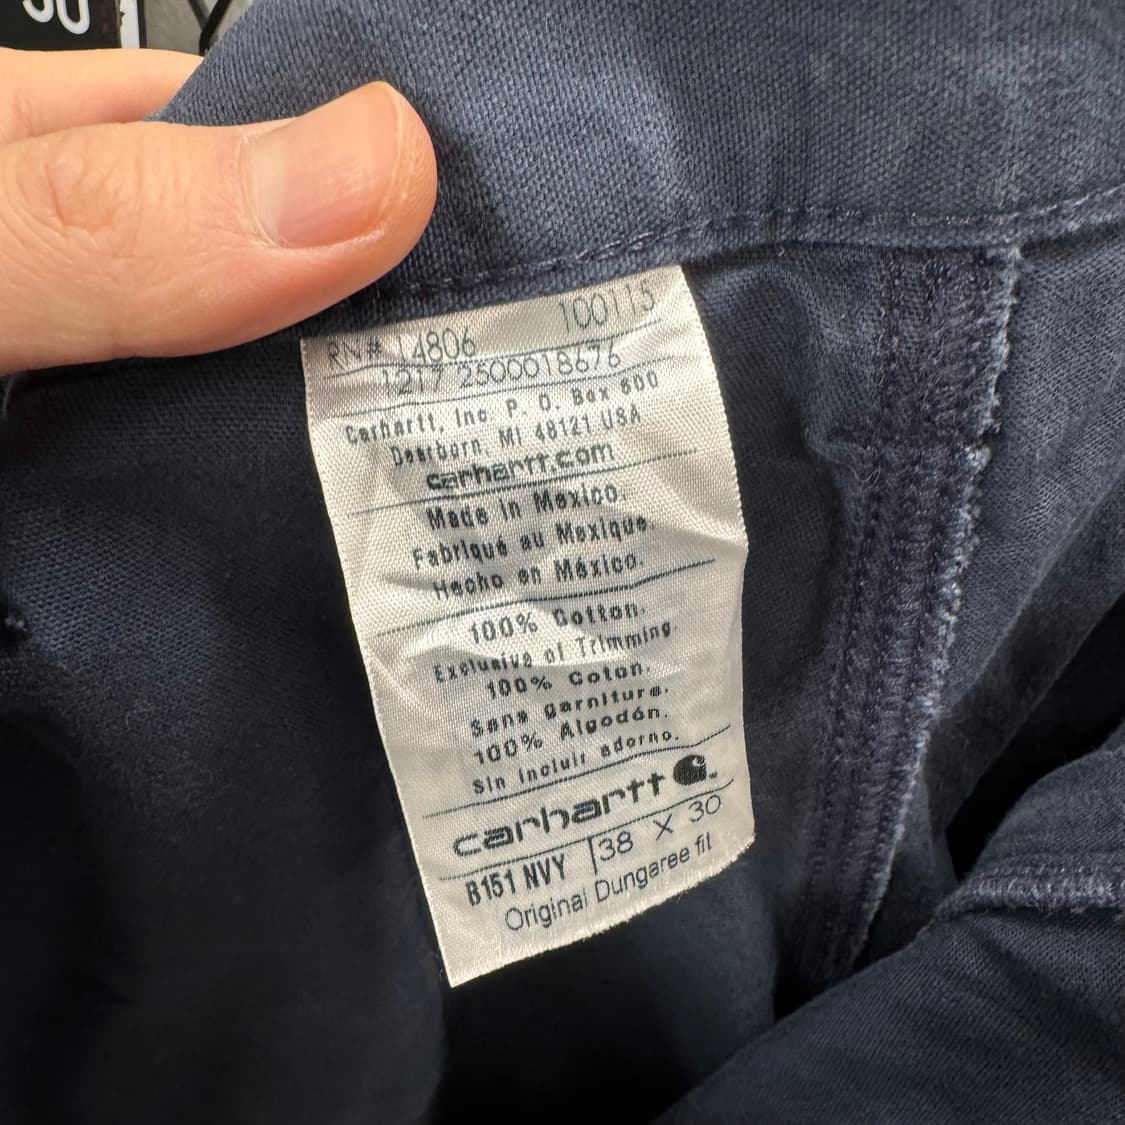 30
RN# 14806 100115
1217 2500018676
Carhartt, Inc. P. O. Box 600
Dearborn, MI 48121 USA
carhartt.com
Made in Mexico.
Fabriqué au Mexique.
Hecho en México.
100% Cotton.
Exclusive of Trimming.
100% Coton.
Sans garniture.
100% Algodón.
Sin incluir adorno.
carhartt
B151 NVY 38 X 30
Original Dungaree fit